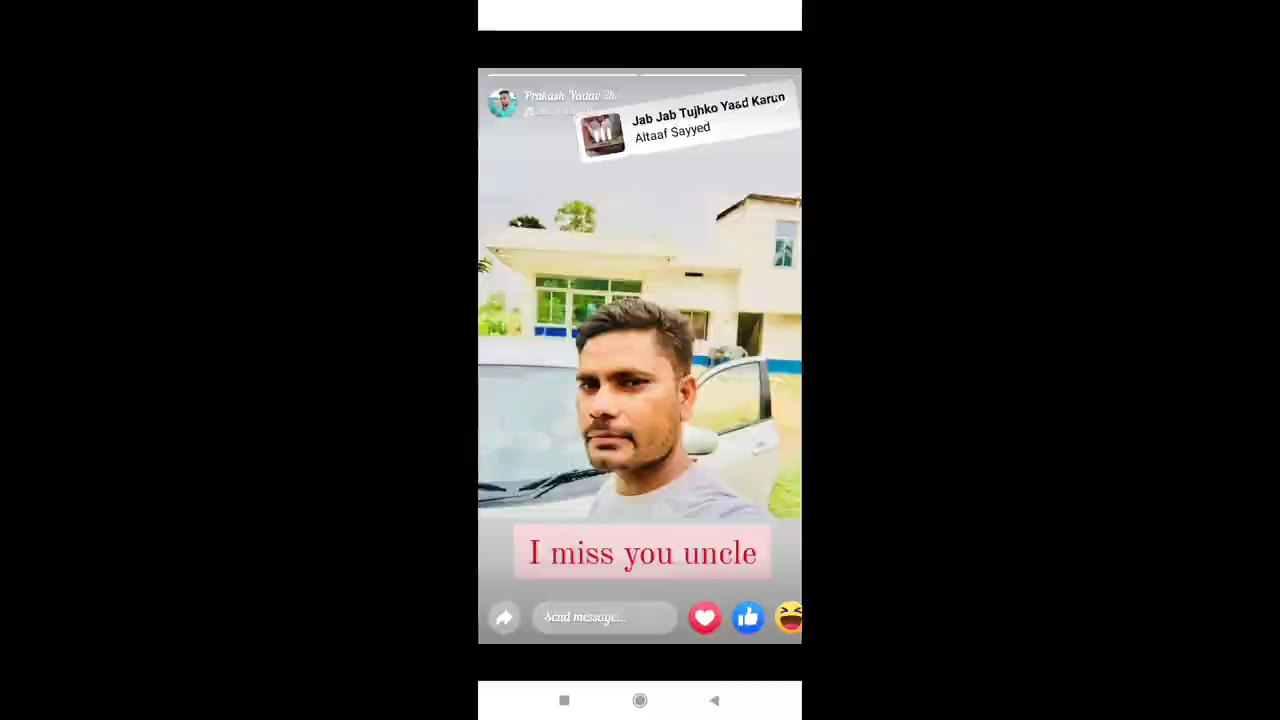 Prakash Yadav 2h
Jab Jab Tujhko Yaad Karun
Altaaf Sayyed
I miss you uncle
Send message...